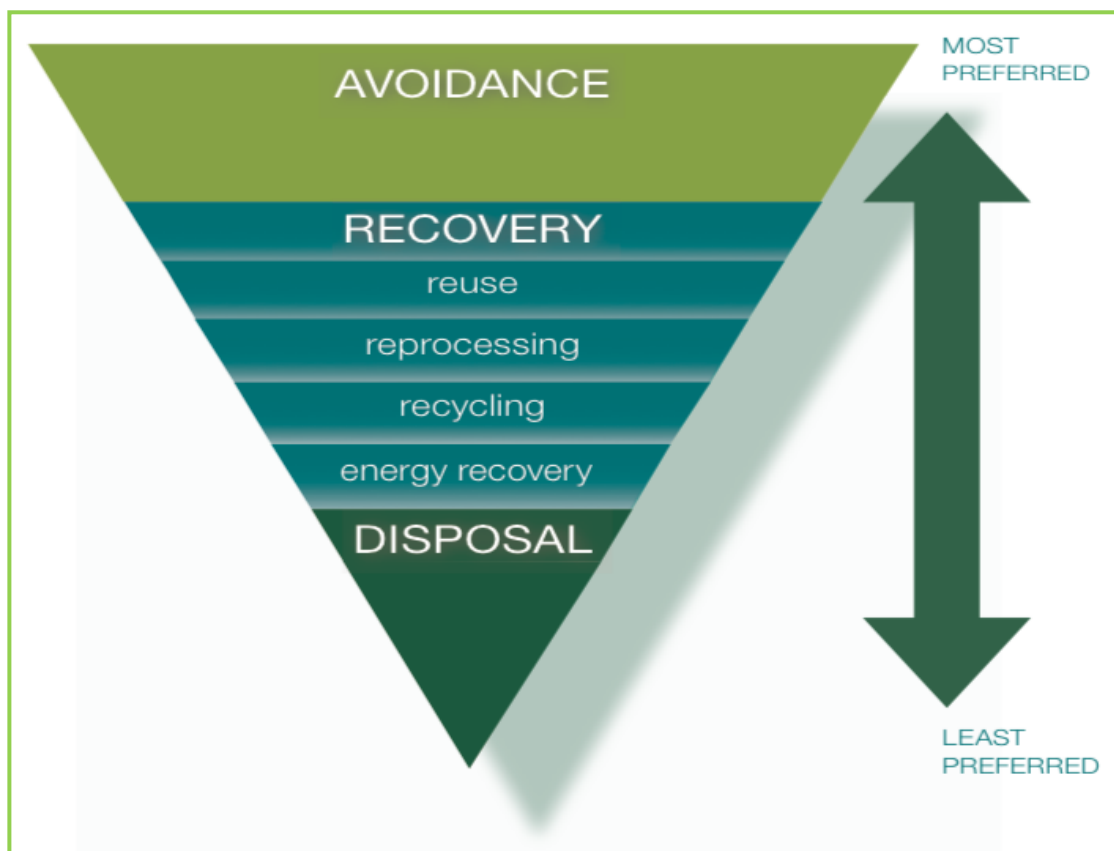 AVOIDANCE
MOST
PREFERRED
RECOVERY
reuse
reprocessing
recycling
energy recovery
DISPOSAL
LEAST
PREFERRED